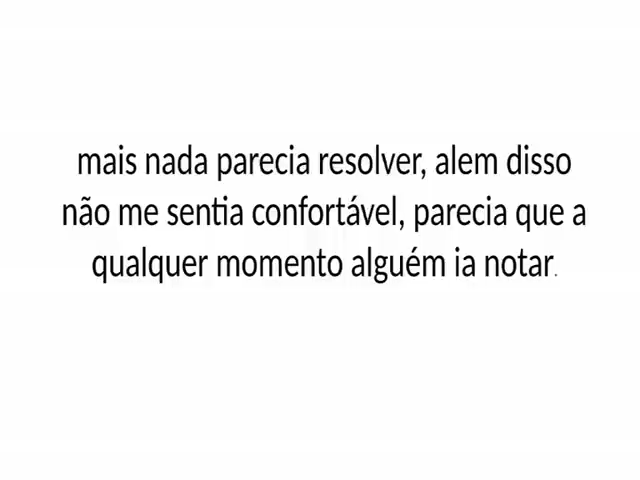 mais nada parecia resolver, alem disso
não me sentia confortável, parecia que a
qualquer momento alguém ia notar.